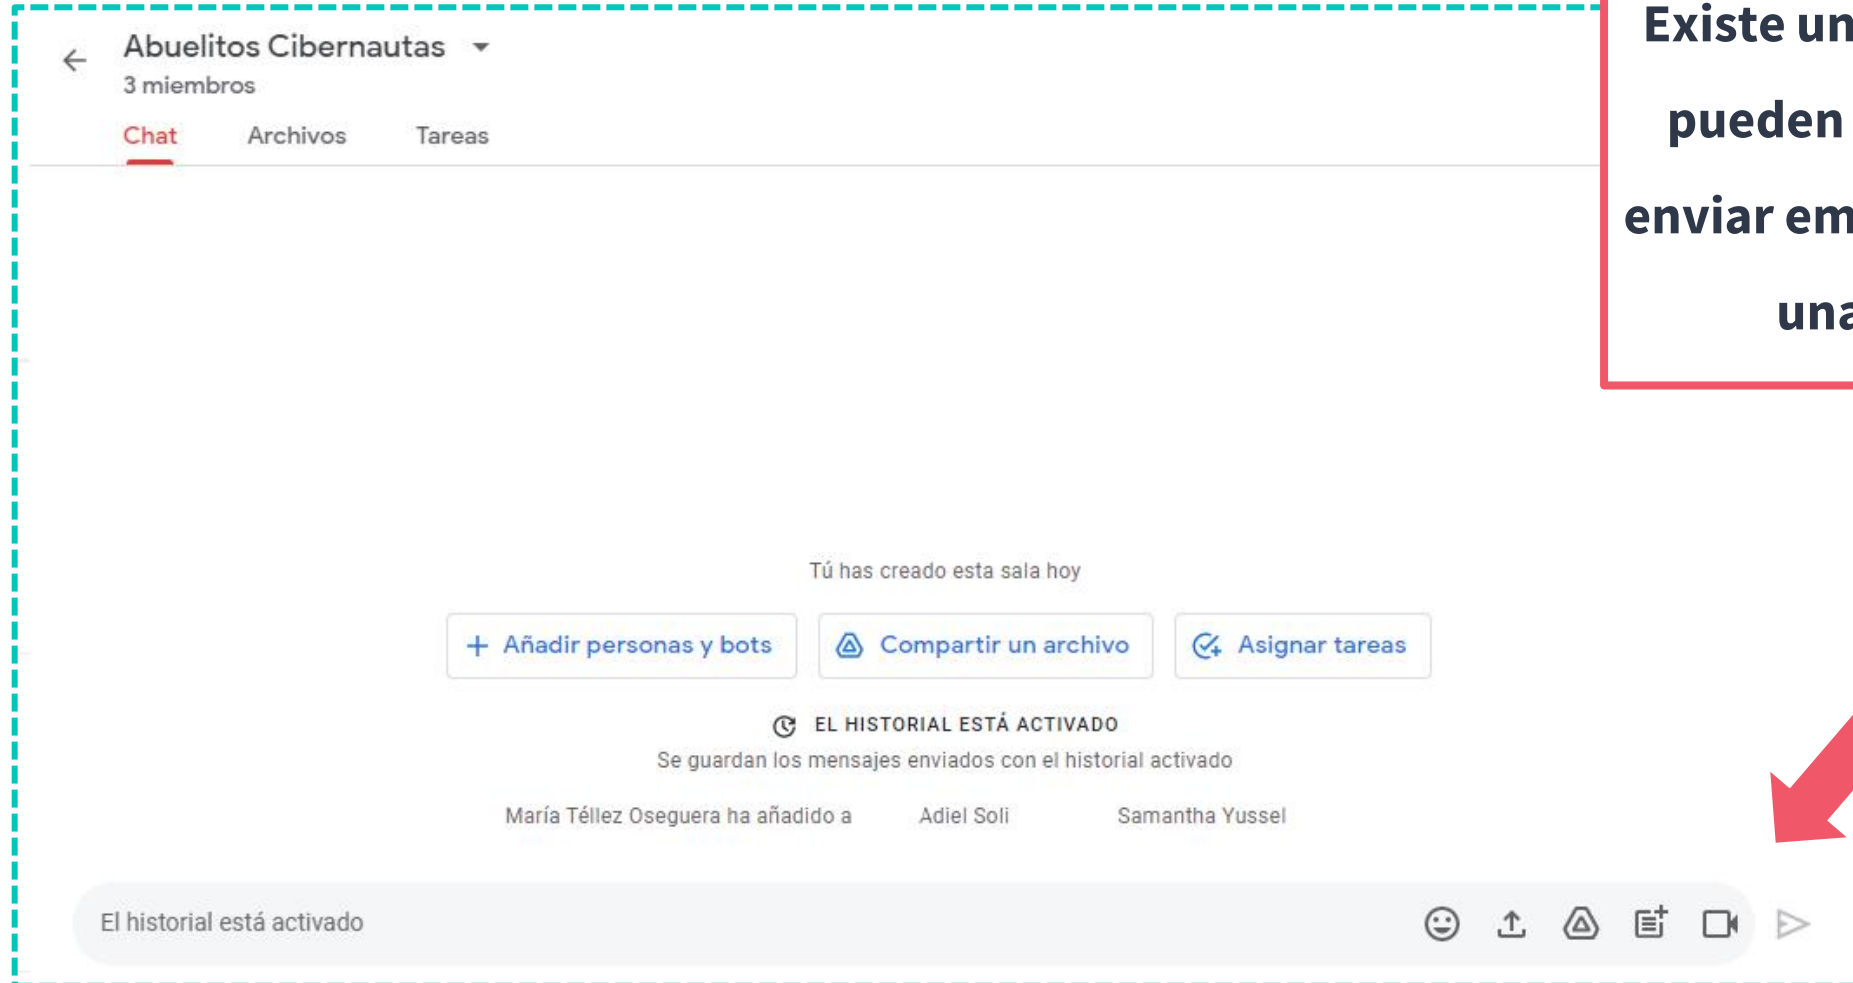 Abuelitos Cibernautas
3 miembros
Chat Archivos Tareas
Existe un
pueden
enviar em
una
Tú has creado esta sala hoy
+ Añadir personas y bots Compartir un archivo Asignar tareas
EL HISTORIAL ESTÁ ACTIVADO
Se guardan los mensajes enviados con el historial activado
María Téllez Oseguera ha añadido a Adiel Soli Samantha Yussel
El historial está activado